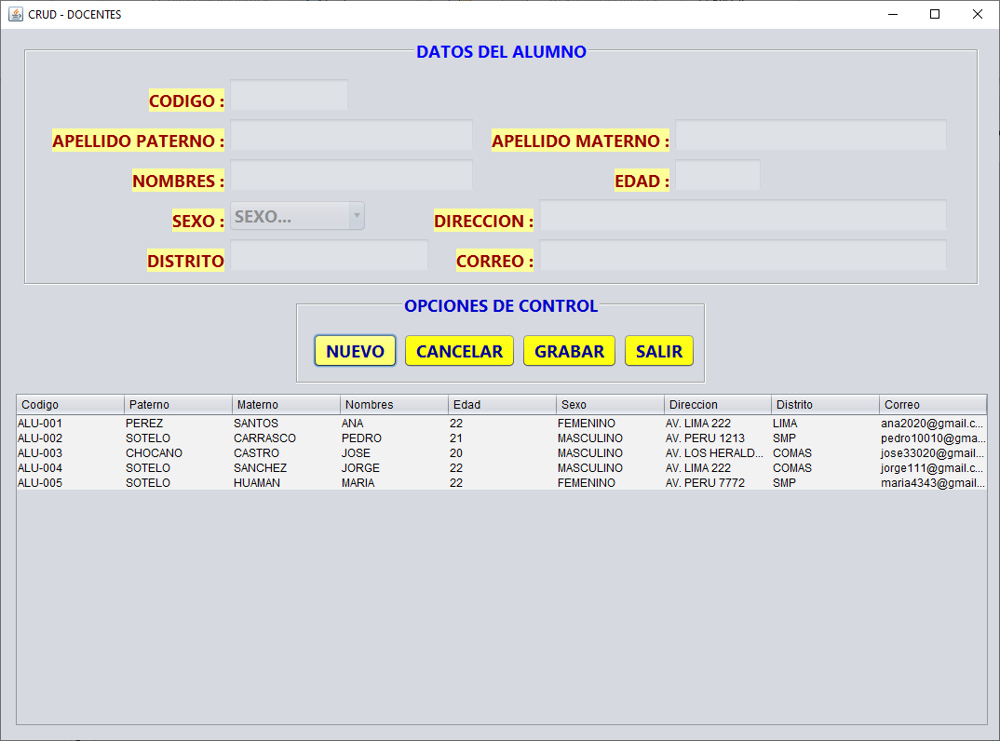 CRUD - DOCENTES
DATOS DEL ALUMNO
CODIGO :
APELLIDO PATERNO : APELLIDO MATERNO :
NOMBRES : EDAD :
SEXO : SEXO... DIRECCION :
DISTRITO CORREO :
OPCIONES DE CONTROL
NUEVO CANCELAR GRABAR SALIR
Codigo Paterno Materno Nombres Edad Sexo Direccion Distrito Correo
ALU-001 PEREZ SANTOS ANA 22 FEMENINO AV. LIMA 222 LIMA ana2020@gmail.c...
ALU-002 SOTELO CARRASCO PEDRO 21 MASCULINO AV. PERU 1213 SMP pedro10010@gma...
ALU-003 CHOCANO CASTRO JOSE 20 MASCULINO AV. LOS HERALD... COMAS jose33020@gmail...
ALU-004 SOTELO SANCHEZ JORGE 22 MASCULINO AV. LIMA 222 COMAS jorge111@gmail.c...
ALU-005 SOTELO HUAMAN MARIA 22 FEMENINO AV. PERU 7772 SMP maria4343@gmail...